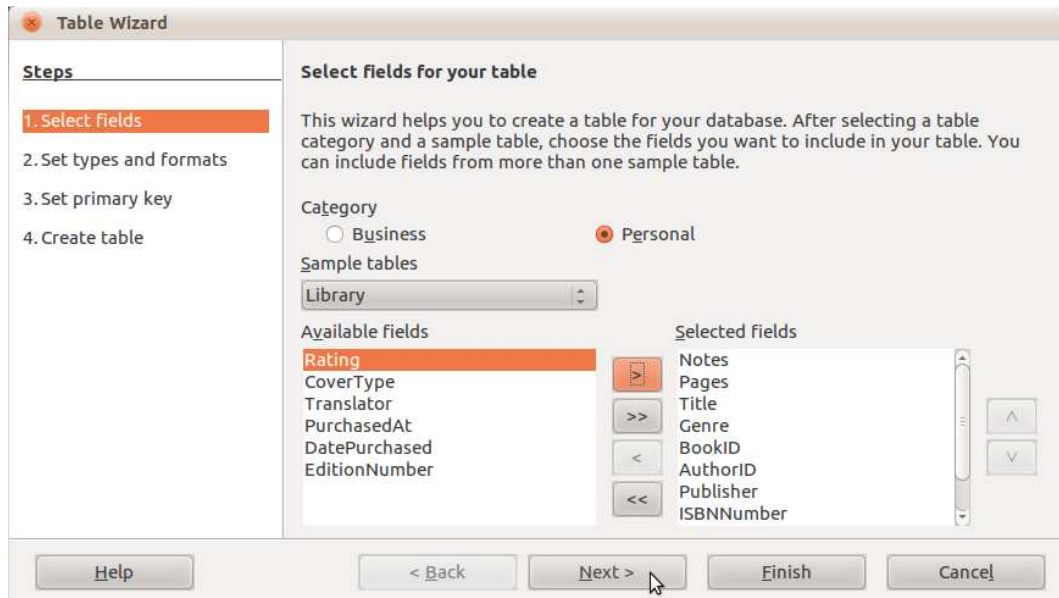 Table Wizard
Steps
1. Select fields
2. Set types and formats
3. Set primary key
4. Create table
Select fields for your table
This wizard helps you to create a table for your database. After selecting a table
category and a sample table, choose the fields you want to include in your table. You
can include fields from more than one sample table.
Category
Business
Personal
Sample tables
Library
Available fields
Rating
CoverType
Translator
PurchasedAt
DatePurchased
EditionNumber
>
>>
<
<<
Selected fields
Notes
Pages
Title
Genre
BookID
AuthorID
Publisher
ISBNNumber
Help
< Back
Next >
Finish
Cancel